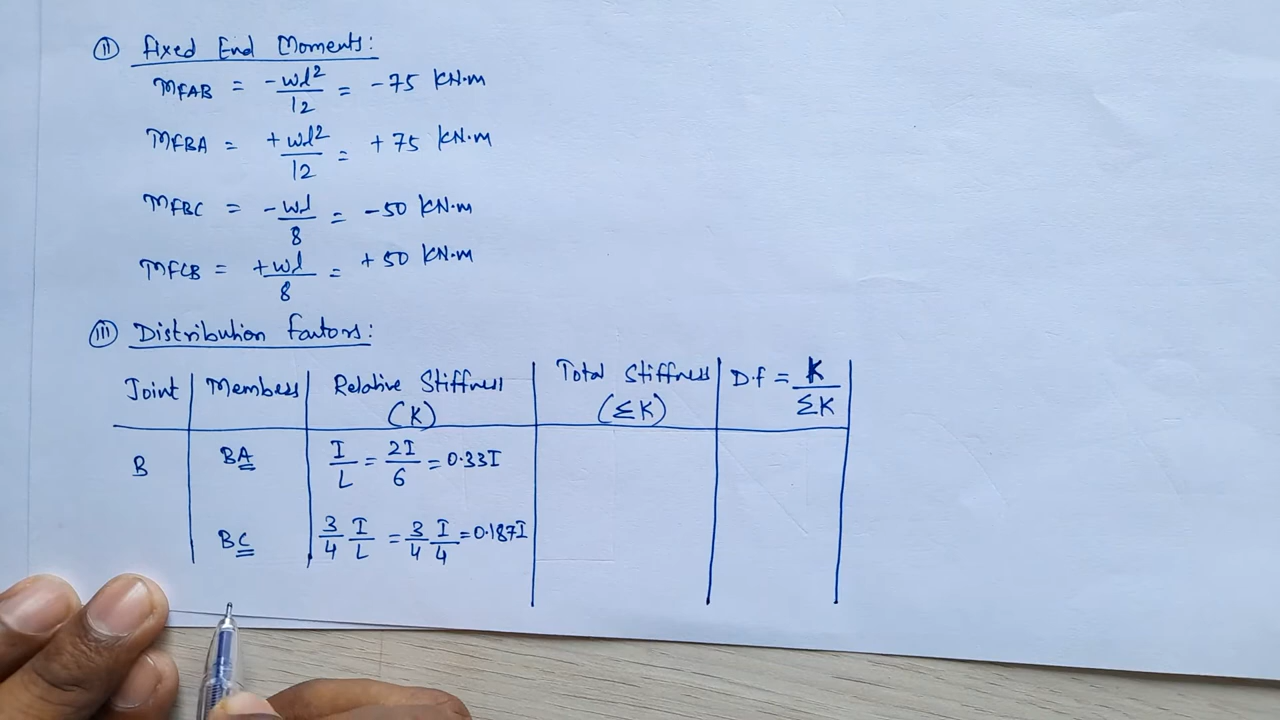 II Fixed End Moments:
MFAB = -wl²/12 = -75 KN.m
MFBA = +wl²/12 = +75 KN.m
MFBC = -wl/8 = -50 KN.m
MFCB = +wl/8 = +50 KN.m
III Distribution Factors:
Joint Members Relative Stiffness (K) Total Stiffness (ΣK) D.f = K/ΣK
B BA I/L = 2I/6 = 0.33I
BC 3/4 I/L = 3/4 I/4 = 0.187I